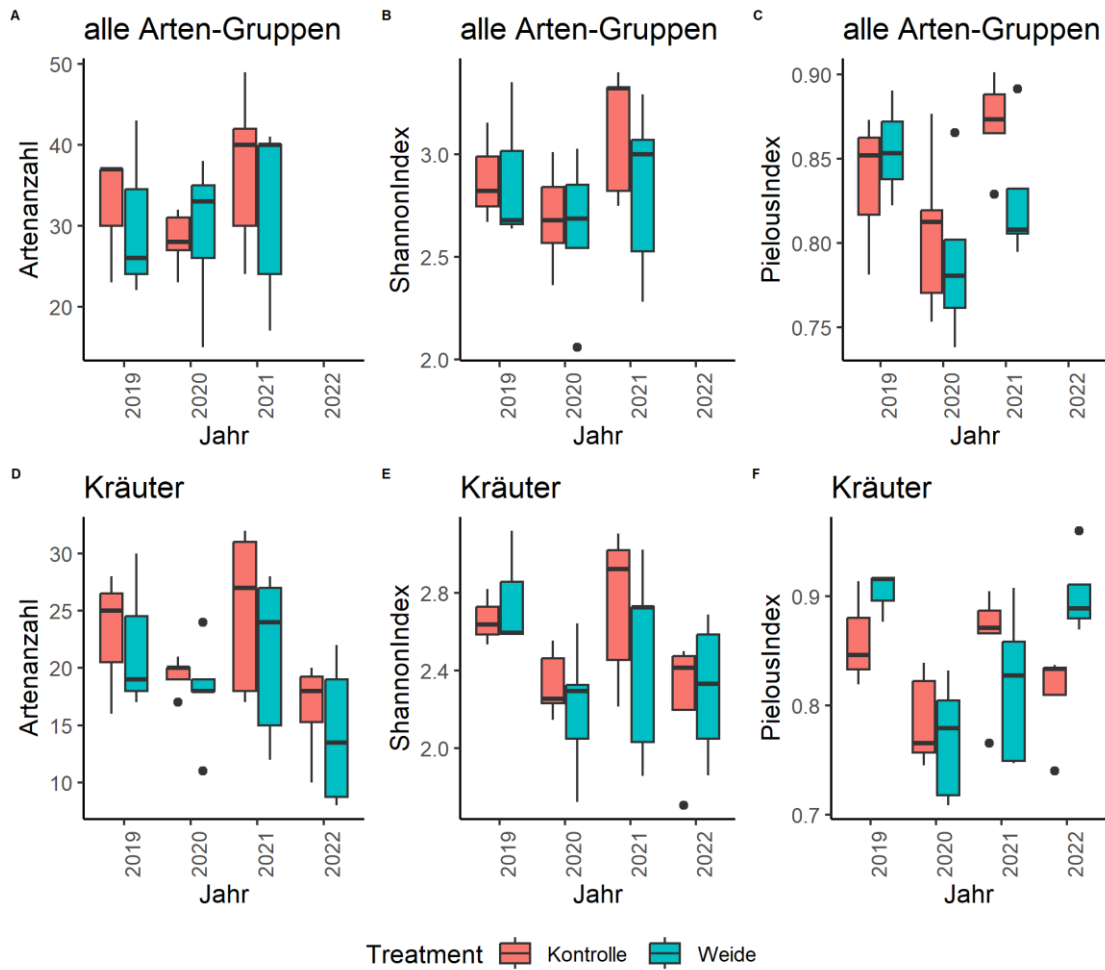 A
alle Arten-Gruppen
50
40
30
20
Artenanzahl
2019
2020
2021
2022
Jahr
B
alle Arten-Gruppen
3.0
2.5
2.0
ShannonIndex
2019
2020
2021
2022
Jahr
C
alle Arten-Gruppen
0.90
0.85
0.80
0.75
PielousIndex
2019
2020
2021
2022
Jahr
D
Kräuter
30
25
20
15
10
Artenanzahl
2019
2020
2021
2022
Jahr
E
Kräuter
2.8
2.4
2.0
ShannonIndex
2019
2020
2021
2022
Jahr
F
Kräuter
0.9
0.8
0.7
PielousIndex
2019
2020
2021
2022
Jahr
Treatment Kontrolle Weide